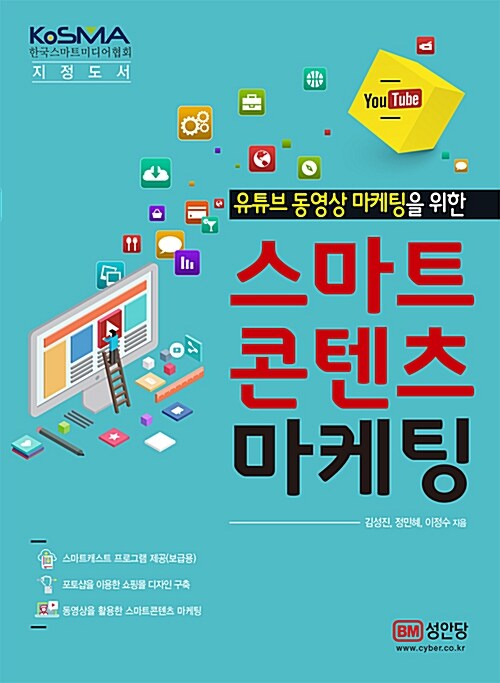 KoSMA
한국스마트미디어협회
지정도서
YouTube
유튜브 동영상 마케팅을 위한
스마트
콘텐츠
마케팅
김성진, 정민혜, 이정수 지음
스마트캐스트 프로그램 제공(보급용)
포토샵을 이용한 쇼핑몰 디자인 구축
동영상을 활용한 스마트콘텐츠 마케팅
BM 성안당
www.cyber.co.kr